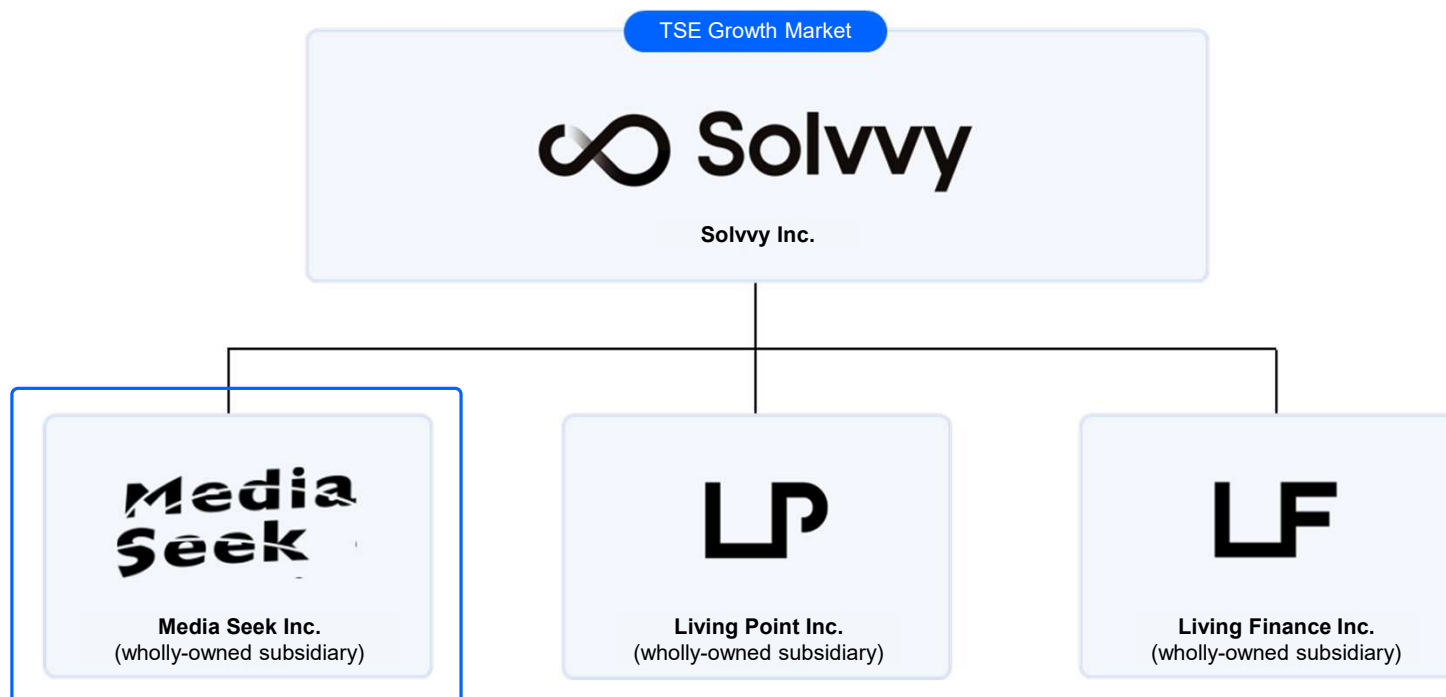 TSE Growth Market
Solvvy
Solvvy Inc.
Media
Seek
LP
LF
Media Seek Inc.
(wholly-owned subsidiary)
Living Point Inc.
(wholly-owned subsidiary)
Living Finance Inc.
(wholly-owned subsidiary)